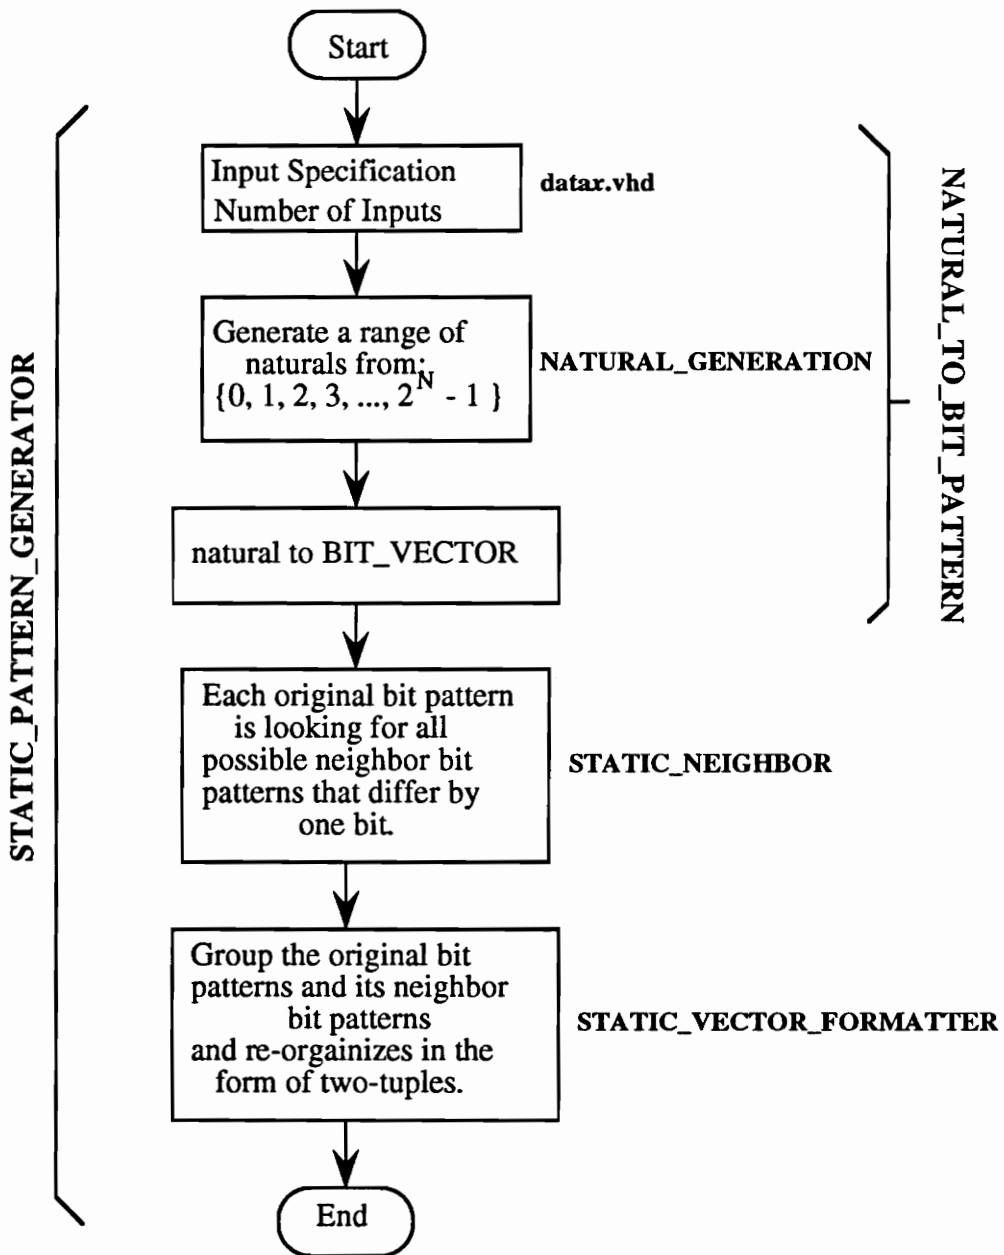 Start
Input Specification
Number of Inputs
datax.vhd
Generate a range of
naturals from:
{0, 1, 2, 3, ..., 2^N - 1 }
NATURAL_GENERATION
natural to BIT_VECTOR
NATURAL_TO_BIT_PATTERN
Each original bit pattern
is looking for all
possible neighbor bit
patterns that differ by
one bit.
STATIC_NEIGHBOR
Group the original bit
patterns and its neighbor
bit patterns
and re-orgainizes in the
form of two-tuples.
STATIC_VECTOR_FORMATTER
End
STATIC_PATTERN_GENERATOR